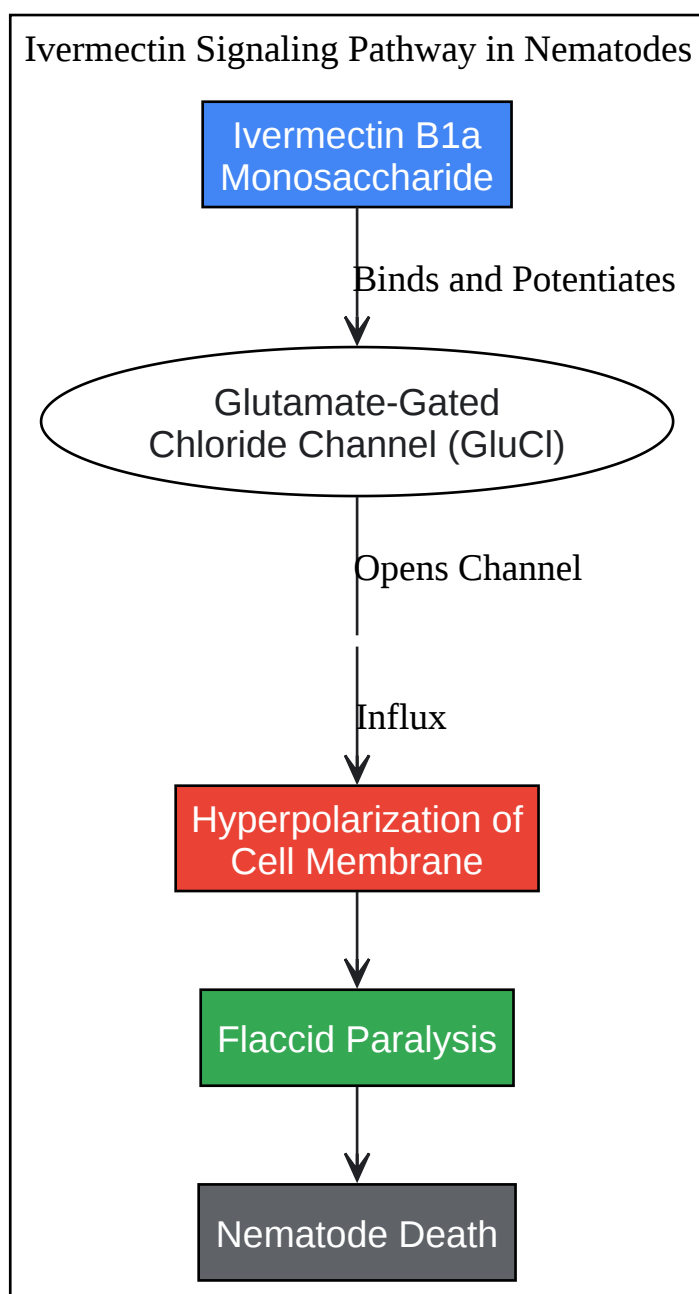 Ivermectin Signaling Pathway in Nematodes
Ivermectin B1a
Monosaccharide
Binds and Potentiates
Glutamate-Gated
Chloride Channel (GluCl)
Opens Channel
Influx
Hyperpolarization of
Cell Membrane
Flaccid Paralysis
Nematode Death